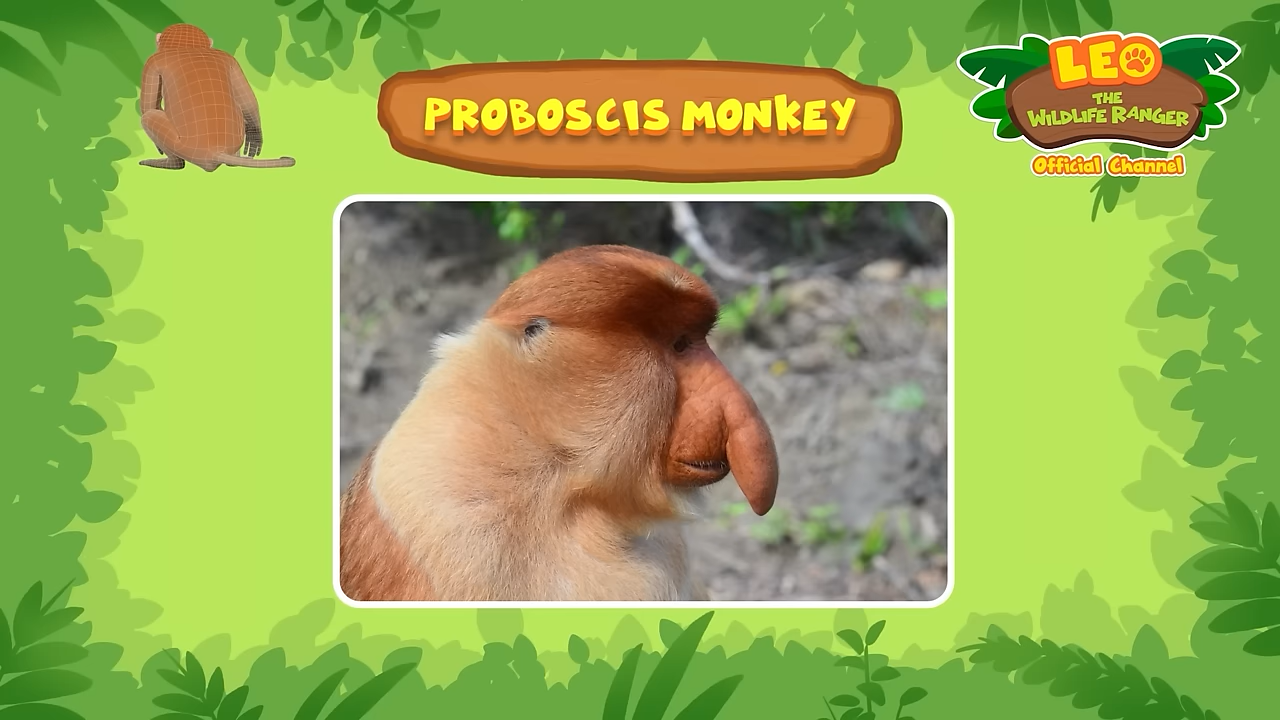 PROBOSCIS MONKEY
LEO
THE
WILDLIFE RANGER
Official Channel